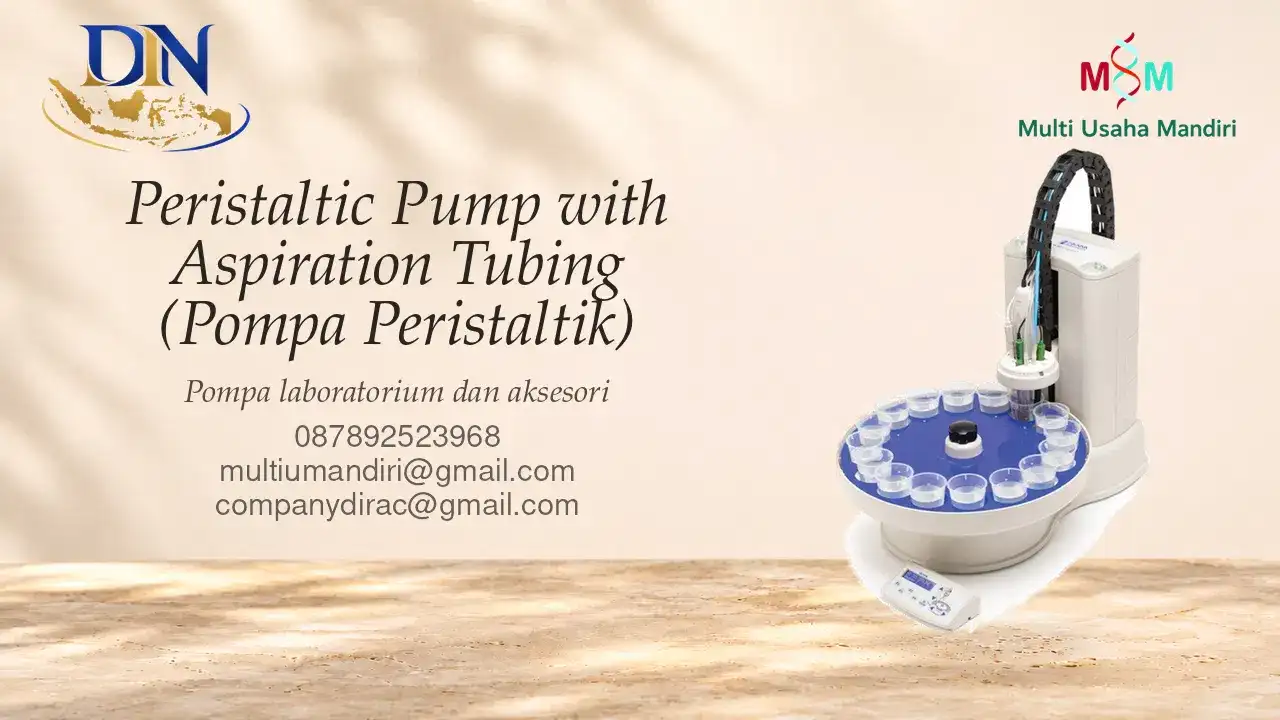 DIN
MSM
Multi Usaha Mandiri
Peristaltic Pump with
Aspiration Tubing
(Pompa Peristaltik)
Pompa laboratorium dan aksesori
087892523968
multiumandiri@gmail.com
companydirac@gmail.com